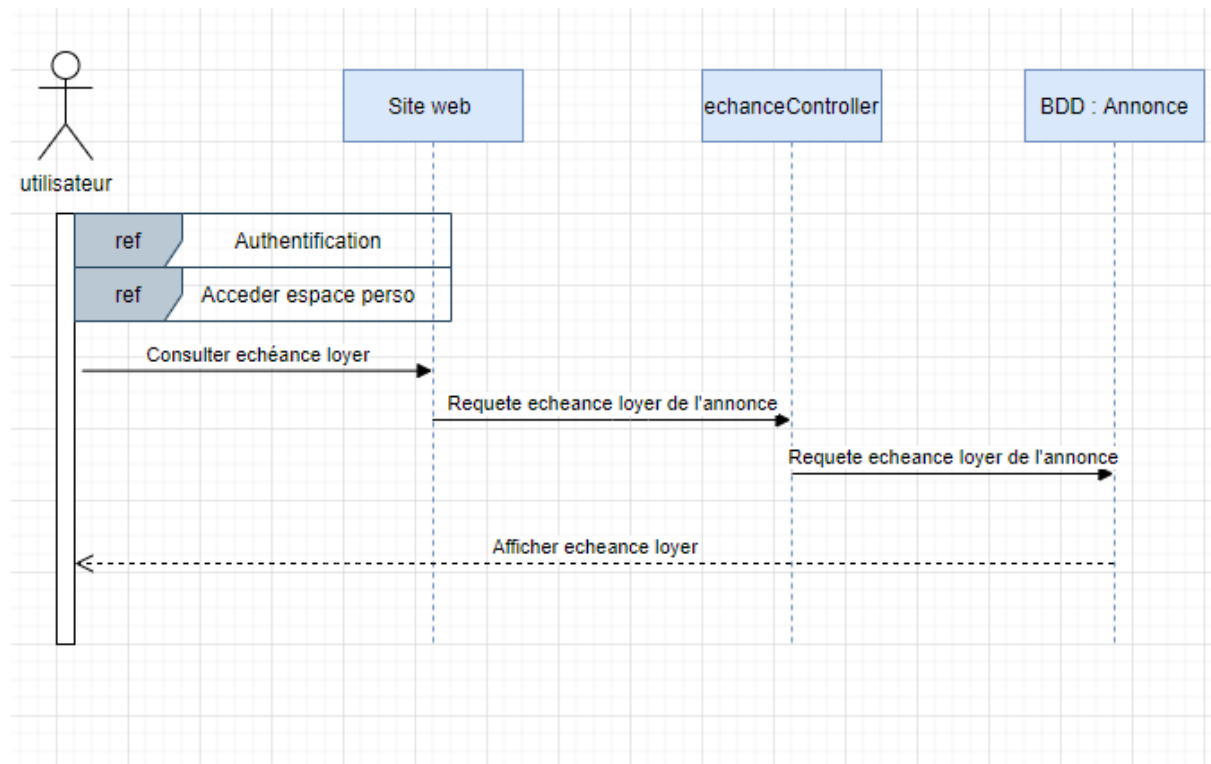 Site web
echanceController
BDD : Annonce
utilisateur
ref
Authentification
ref
Acceder espace perso
Consulter echéance loyer
Requete echeance loyer de l'annonce
Requete echeance loyer de l'annonce
Afficher echeance loyer